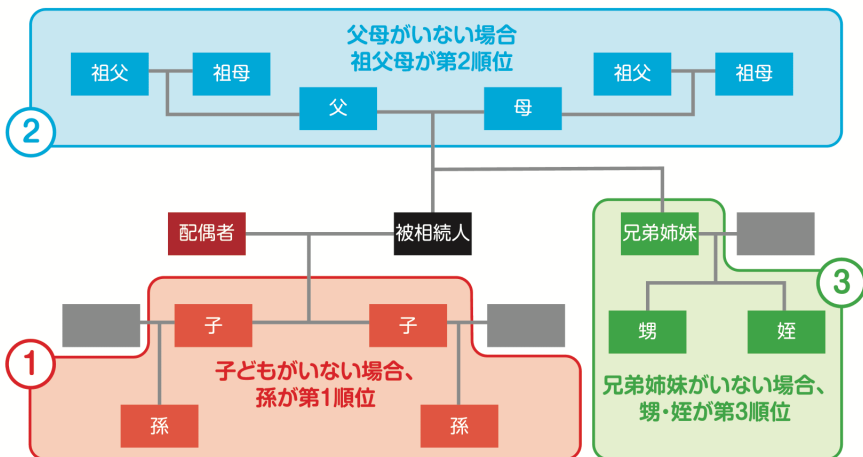 父母がいない場合
祖父母が第2順位
祖父
祖母
祖父
祖母
父
母
2
配偶者
被相続人
兄弟姉妹
3
子
子
甥
姪
1
子どもがいない場合、
孫が第1順位
兄弟姉妹がいない場合、
甥・姪が第3順位
孫
孫